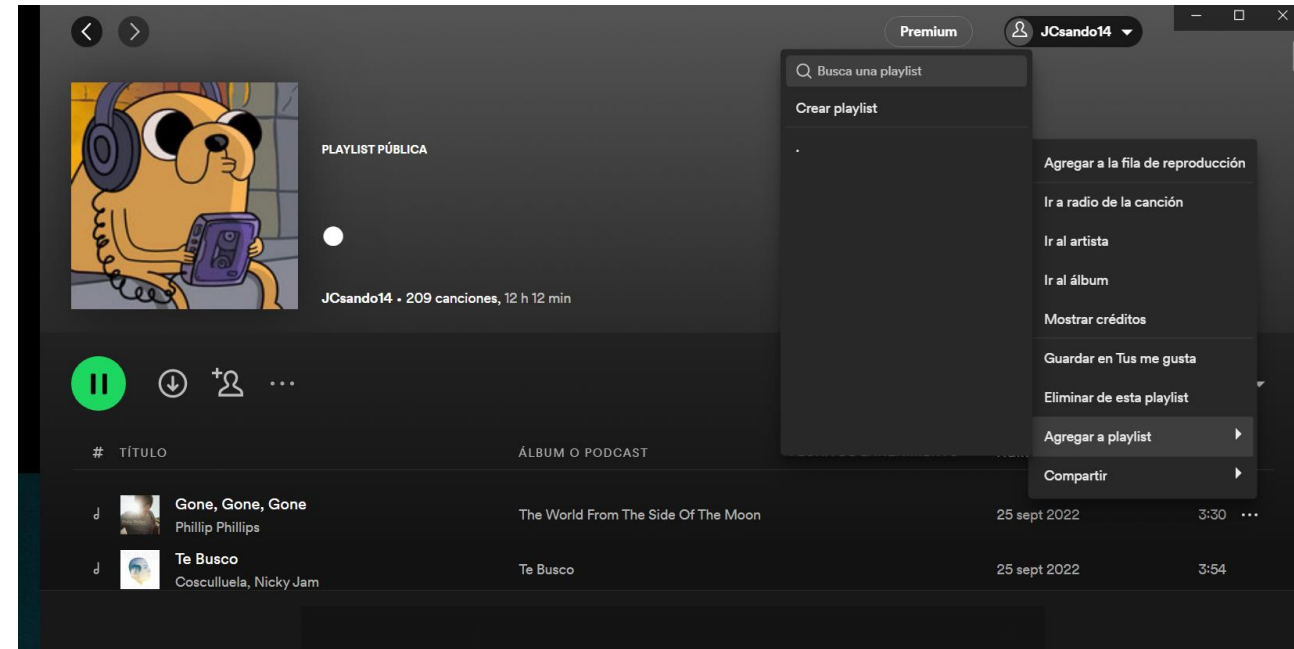 Premium
JCsando14
Busca una playlist
Crear playlist
.
PLAYLIST PÚBLICA
.
JCsando14 • 209 canciones, 12 h 12 min
Agregar a la fila de reproducción
Ir a radio de la canción
Ir al artista
Ir al álbum
Mostrar créditos
Guardar en Tus me gusta
Eliminar de esta playlist
Agregar a playlist
Compartir
# TÍTULO ÁLBUM O PODCAST
Gone, Gone, Gone
Phillip Phillips
The World From The Side Of The Moon 25 sept 2022 3:30 ...
Te Busco
Cosculluela, Nicky Jam
Te Busco 25 sept 2022 3:54